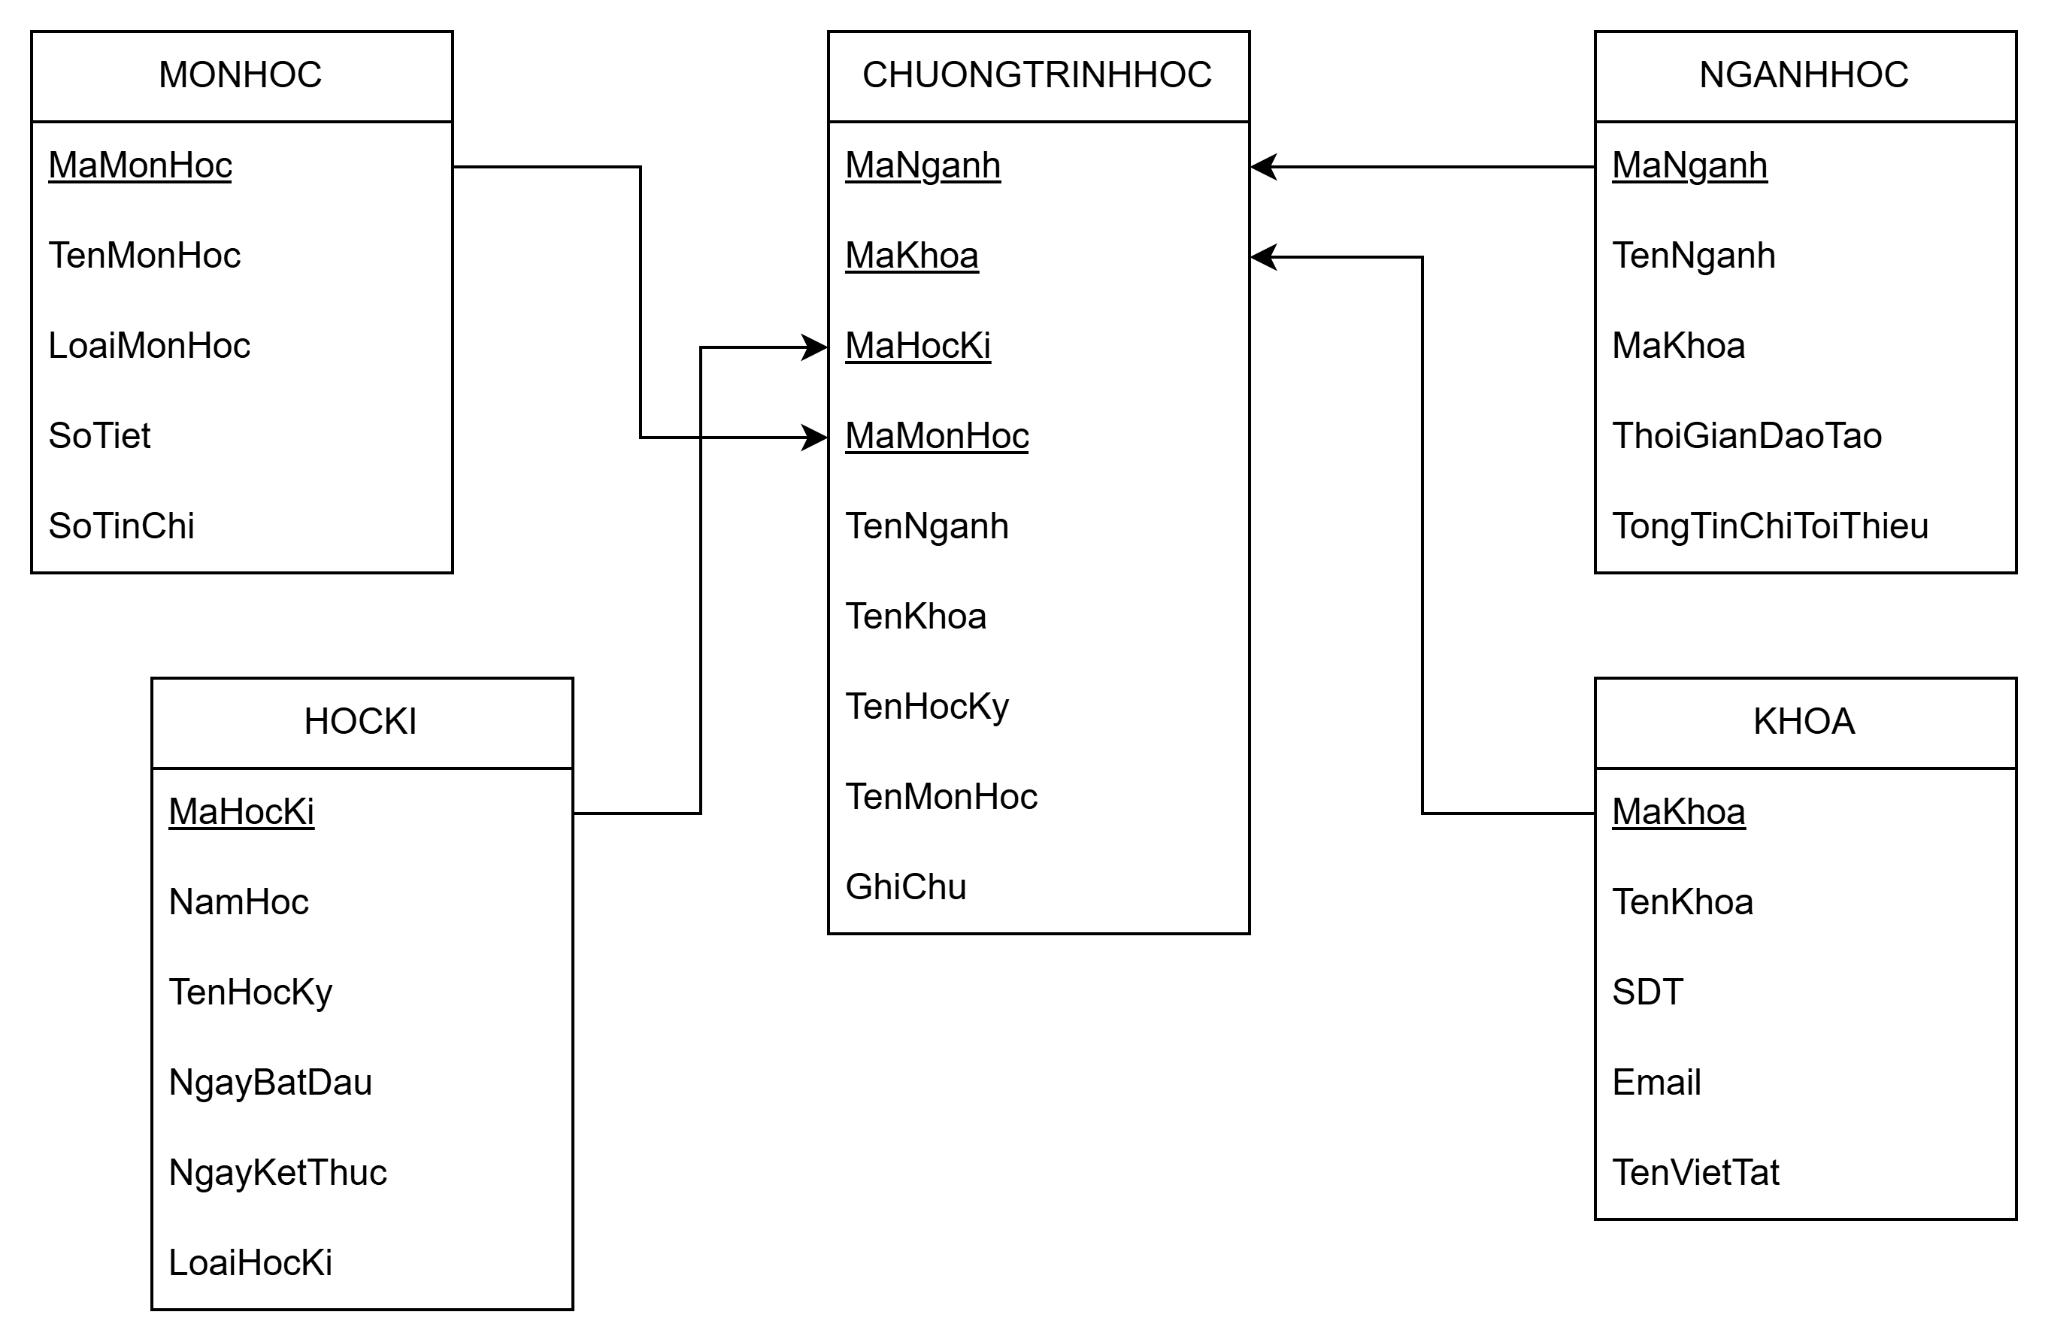 MONHOC
MaMonHoc
TenMonHoc
LoaiMonHoc
SoTiet
SoTinChi
HOCKI
MaHocKi
NamHoc
TenHocKy
NgayBatDau
NgayKetThuc
LoaiHocKi
CHUONGTRINHHOC
MaNganh
MaKhoa
MaHocKi
MaMonHoc
TenNganh
TenKhoa
TenHocKy
TenMonHoc
GhiChu
NGANHHOC
MaNganh
TenNganh
MaKhoa
ThoiGianDaoTao
TongTinChiToiThieu
KHOA
MaKhoa
TenKhoa
SDT
Email
TenVietTat